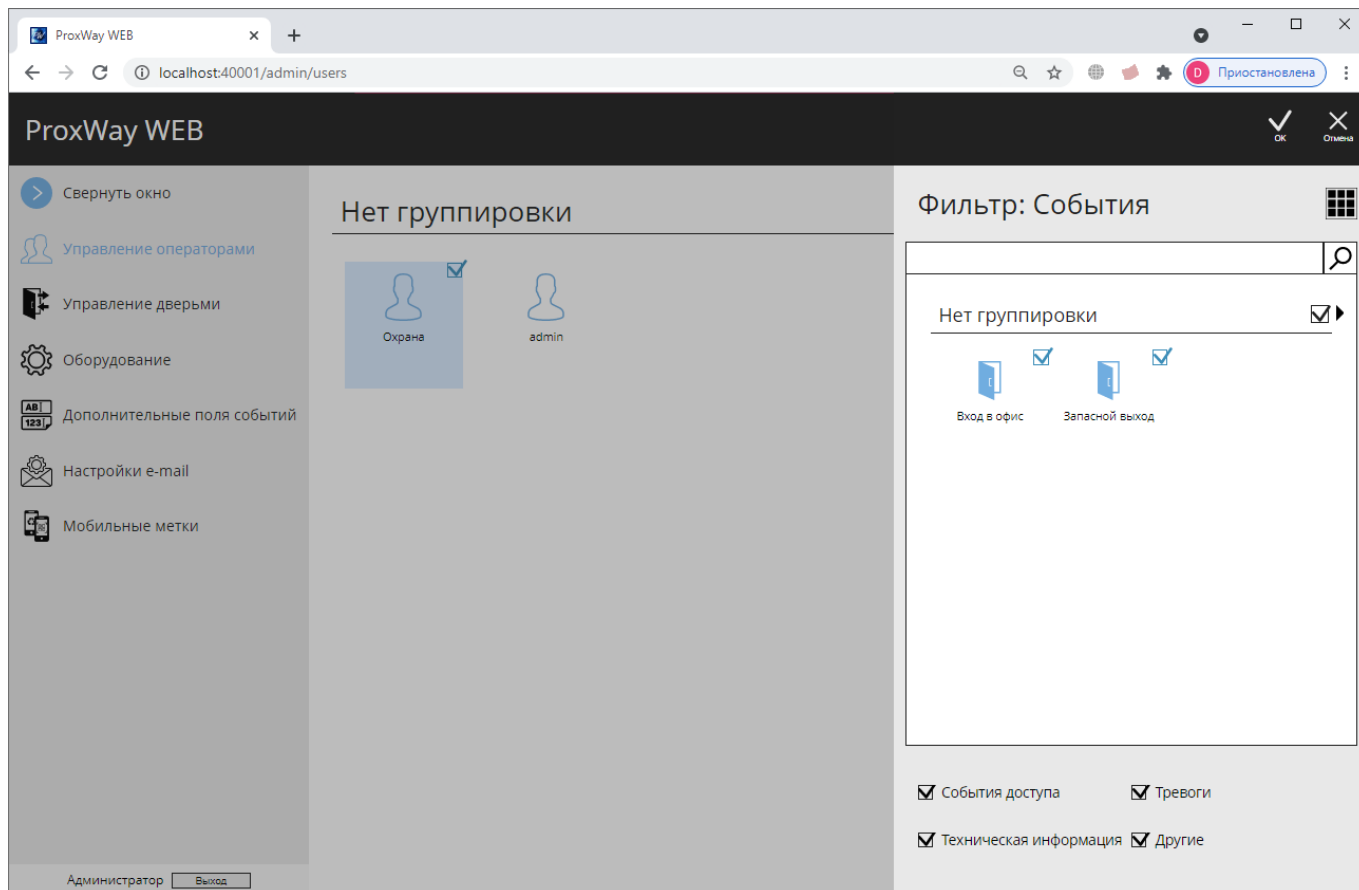 ProxWay WEB
localhost:40001/admin/users
Приостановлена
D
ProxWay WEB
OK
Отмена
Свернуть окно
Управление операторами
Управление дверьми
Оборудование
AB
123
Дополнительные поля событий
Настройки e-mail
Мобильные метки
Администратор
Выход
Нет группировки
Охрана
admin
Фильтр: События
Нет группировки
Вход в офис
Запасной выход
События доступа
Тревоги
Техническая информация
Другие